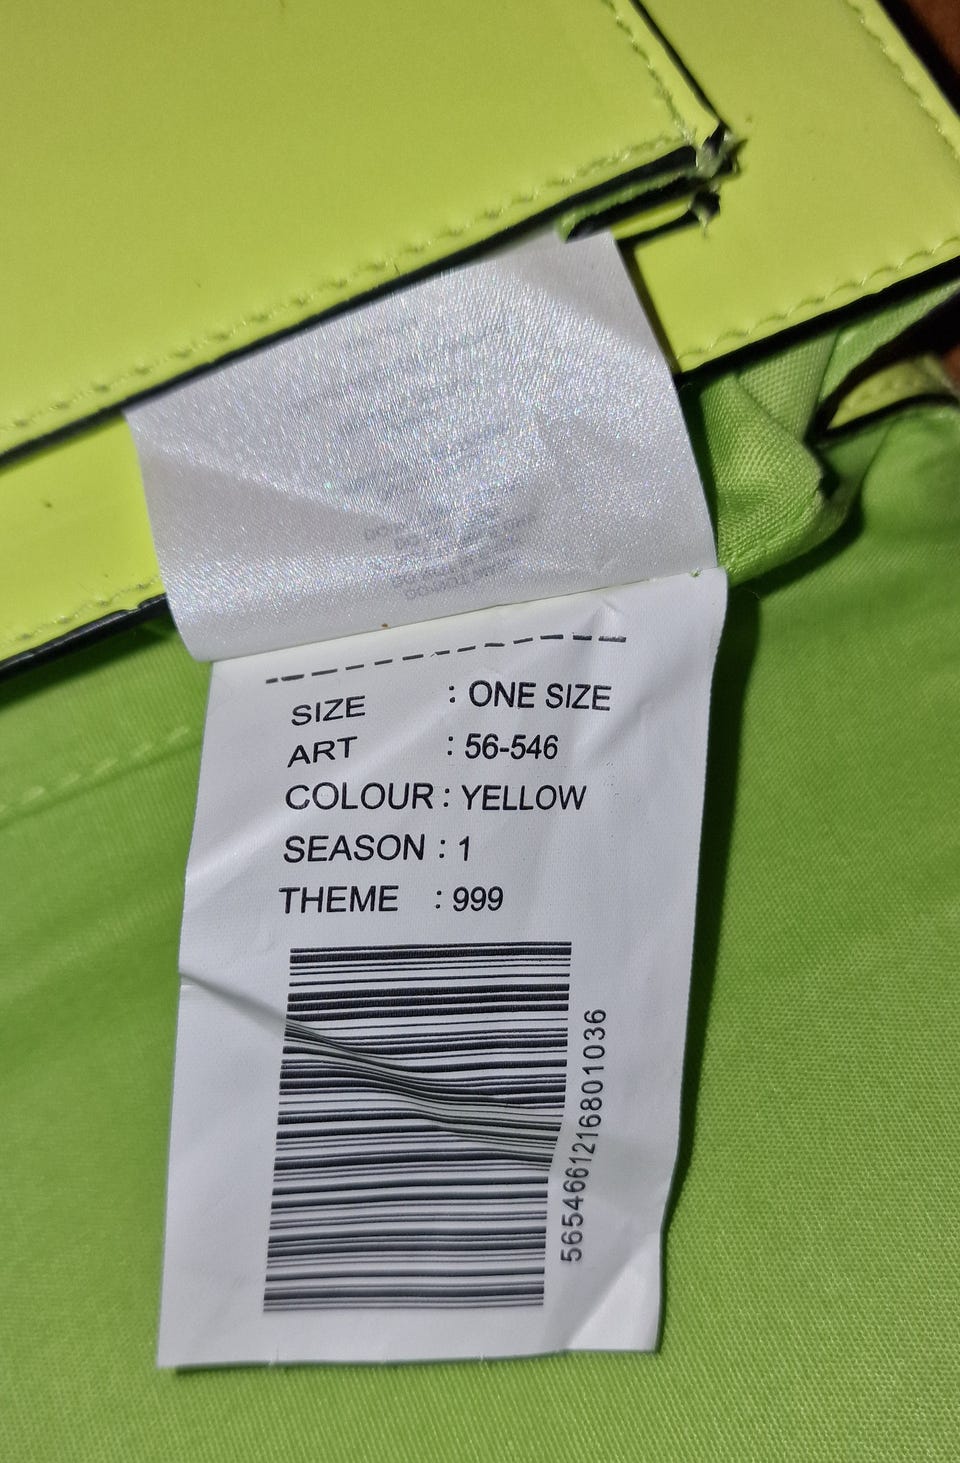 SIZE : ONE SIZE
ART : 56-546
COLOUR : YELLOW
SEASON : 1
THEME : 999
5654661216801036